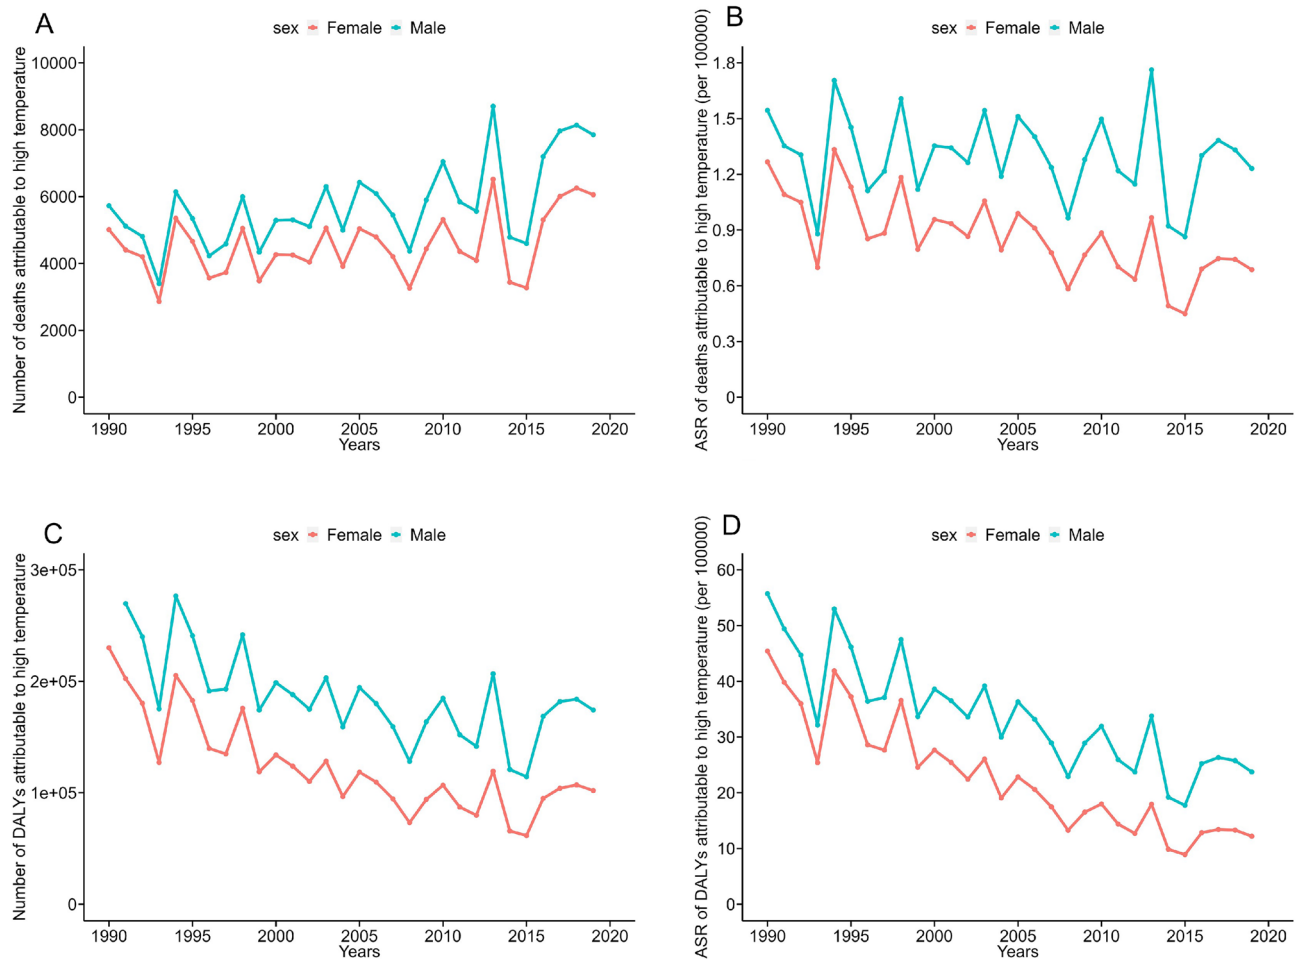 A
sex Female Male
Number of deaths attributable to high temperature
10000
8000
6000
4000
2000
0
1990 1995 2000 2005 2010 2015 2020
Years
B
sex Female Male
ASR of deaths attributable to high temperature (per 100000)
1.8
1.5
1.2
0.9
0.6
0.3
0
1990 1995 2000 2005 2010 2015 2020
Years
C
sex Female Male
Number of DALYs attributable to high temperature
3e+05
2e+05
1e+05
0
1990 1995 2000 2005 2010 2015 2020
Years
D
sex Female Male
ASR of DALYs attributable to high temperature (per 100000)
60
50
40
30
20
10
0
1990 1995 2000 2005 2010 2015 2020
Years